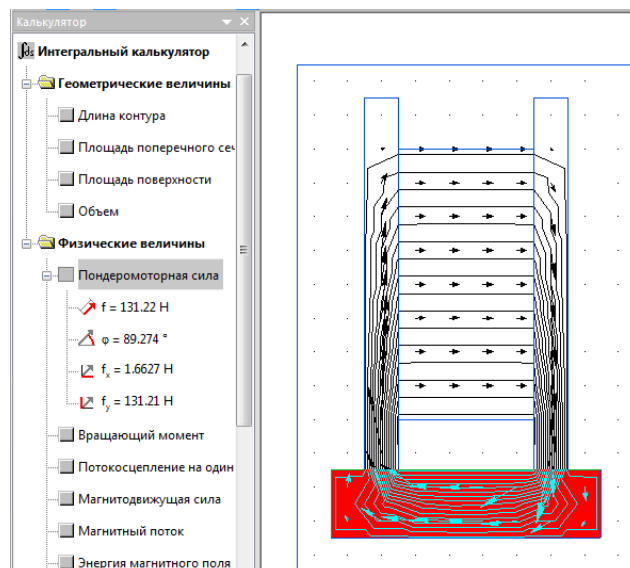 Калькулятор
∫ds Интегральный калькулятор
Геометрические величины
Длина контура
Площадь поперечного сеч
Площадь поверхности
Объем
Физические величины
Пондеромоторная сила
f = 131.22 Н
φ = 89.274 °
fx = 1.6627 Н
fy = 131.21 Н
Вращающий момент
Потокосцепление на один
Магнитодвижущая сила
Магнитный поток
Энергия магнитного поля